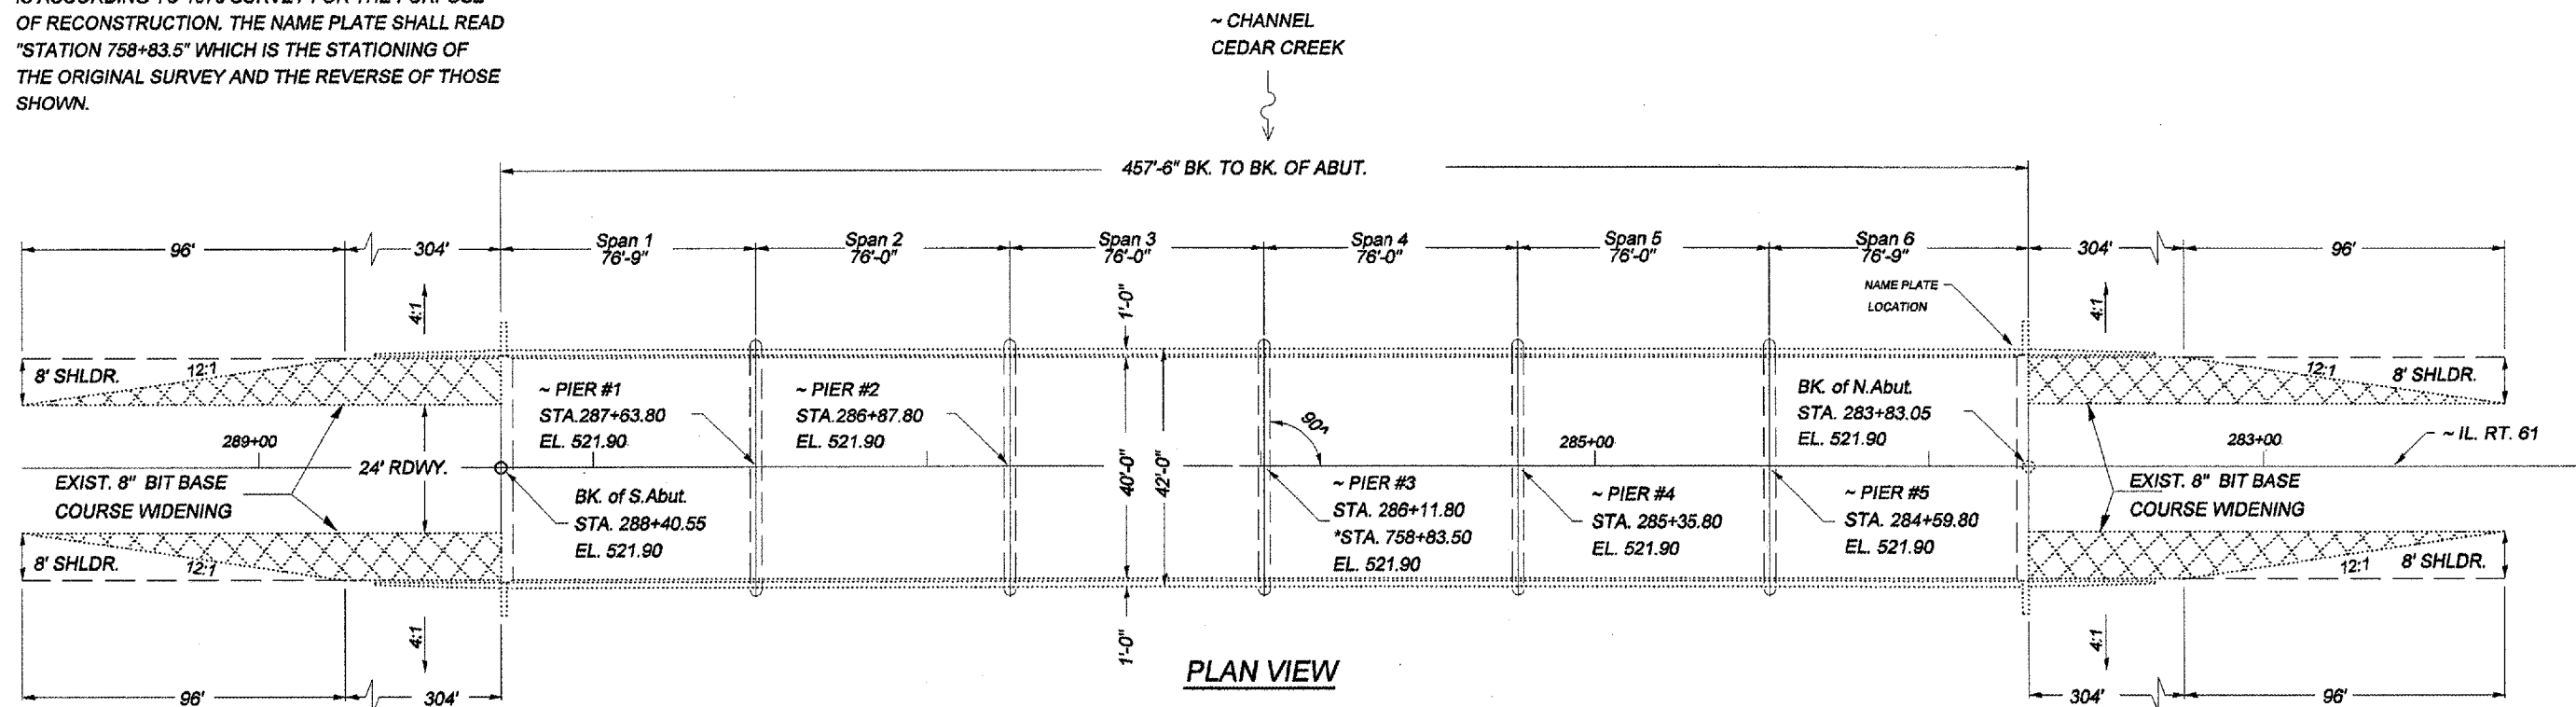 OF RECONSTRUCTION. THE NAME PLATE SHALL READ
"STATION 758+83.5" WHICH IS THE STATIONING OF
THE ORIGINAL SURVEY AND THE REVERSE OF THOSE
SHOWN.
~ CHANNEL
CEDAR CREEK
457'-6" BK. TO BK. OF ABUT.
96'
304'
Span 1
76'-9"
Span 2
76'-0"
Span 3
76'-0"
Span 4
76'-0"
Span 5
76'-0"
Span 6
76'-9"
304'
96'
4:1
1'-0"
NAME PLATE
LOCATION
4:1
8' SHLDR.
12:1
~ PIER #1
STA.287+63.80
EL. 521.90
~ PIER #2
STA.286+87.80
EL. 521.90
90^
BK. of N.Abut.
STA. 283+83.05
EL. 521.90
12:1
8' SHLDR.
289+00
285+00
283+00
~ IL. RT. 61
24' RDWY.
40'-0"
42'-0"
EXIST. 8" BIT BASE
COURSE WIDENING
BK. of S.Abut.
STA. 288+40.55
EL. 521.90
~ PIER #3
STA. 286+11.80
*STA. 758+83.50
EL. 521.90
~ PIER #4
STA. 285+35.80
EL. 521.90
~ PIER #5
STA. 284+59.80
EL. 521.90
EXIST. 8" BIT BASE
COURSE WIDENING
8' SHLDR.
12:1
12:1
8' SHLDR.
4:1
1'-0"
4:1
PLAN VIEW
96'
304'
304'
96'